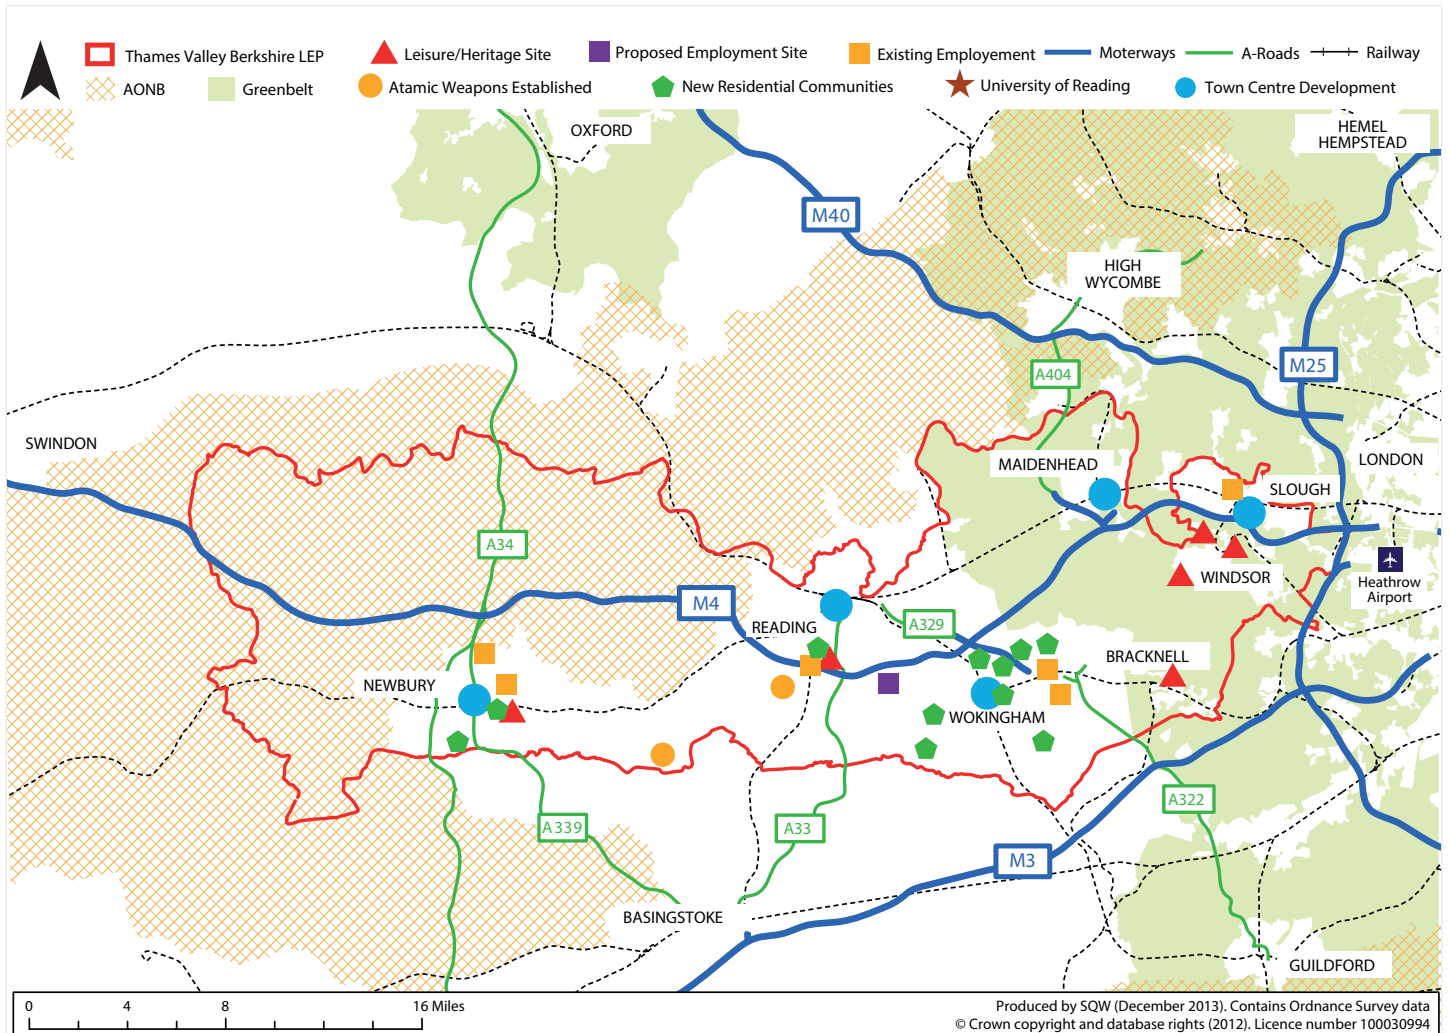 Thames Valley Berkshire LEP
Leisure/Heritage Site
Proposed Employment Site
Existing Employement
Moterways
A-Roads
Railway
AONB
Greenbelt
Atamic Weapons Established
New Residential Communities
University of Reading
Town Centre Development
OXFORD
HEMEL
HEMPSTEAD
M40
HIGH
WYCOMBE
M25
A404
SWINDON
MAIDENHEAD
LONDON
SLOUGH
A34
WINDSOR
Heathrow
Airport
M4
READING
A329
BRACKNELL
NEWBURY
WOKINGHAM
A322
A339
A33
M3
BASINGSTOKE
GUILDFORD
0
4
8
16 Miles
Produced by SQW (December 2013). Contains Ordnance Survey data
© Crown copyright and database rights (2012). Licence number 100030994